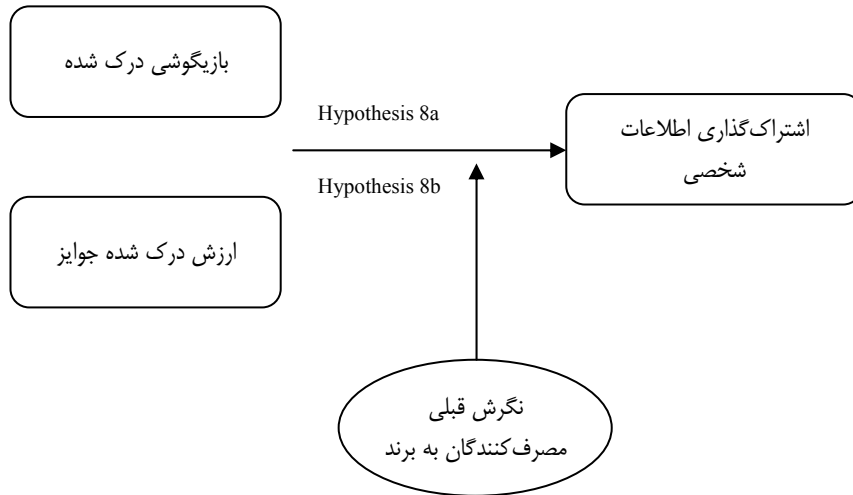 بازیگوشی درک شده
Hypothesis 8a
اشتراک‌گذاری اطلاعات
شخصی
Hypothesis 8b
ارزش درک شده جوایز
نگرش قبلی
مصرف‌کنندگان به برند